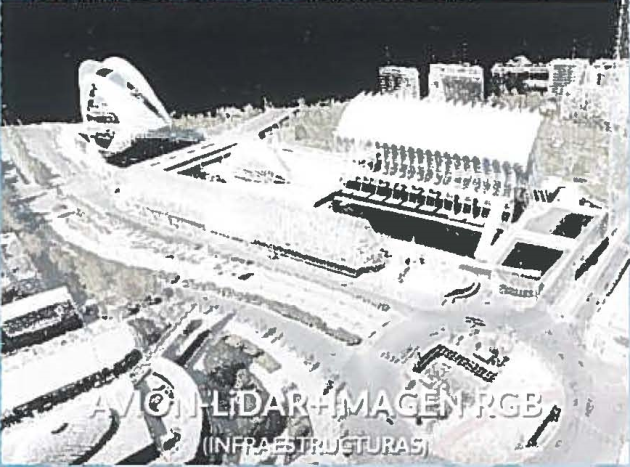 AVIÓN-LiDAR+IMAGEN RGB
(INFRAESTRUCTURAS)